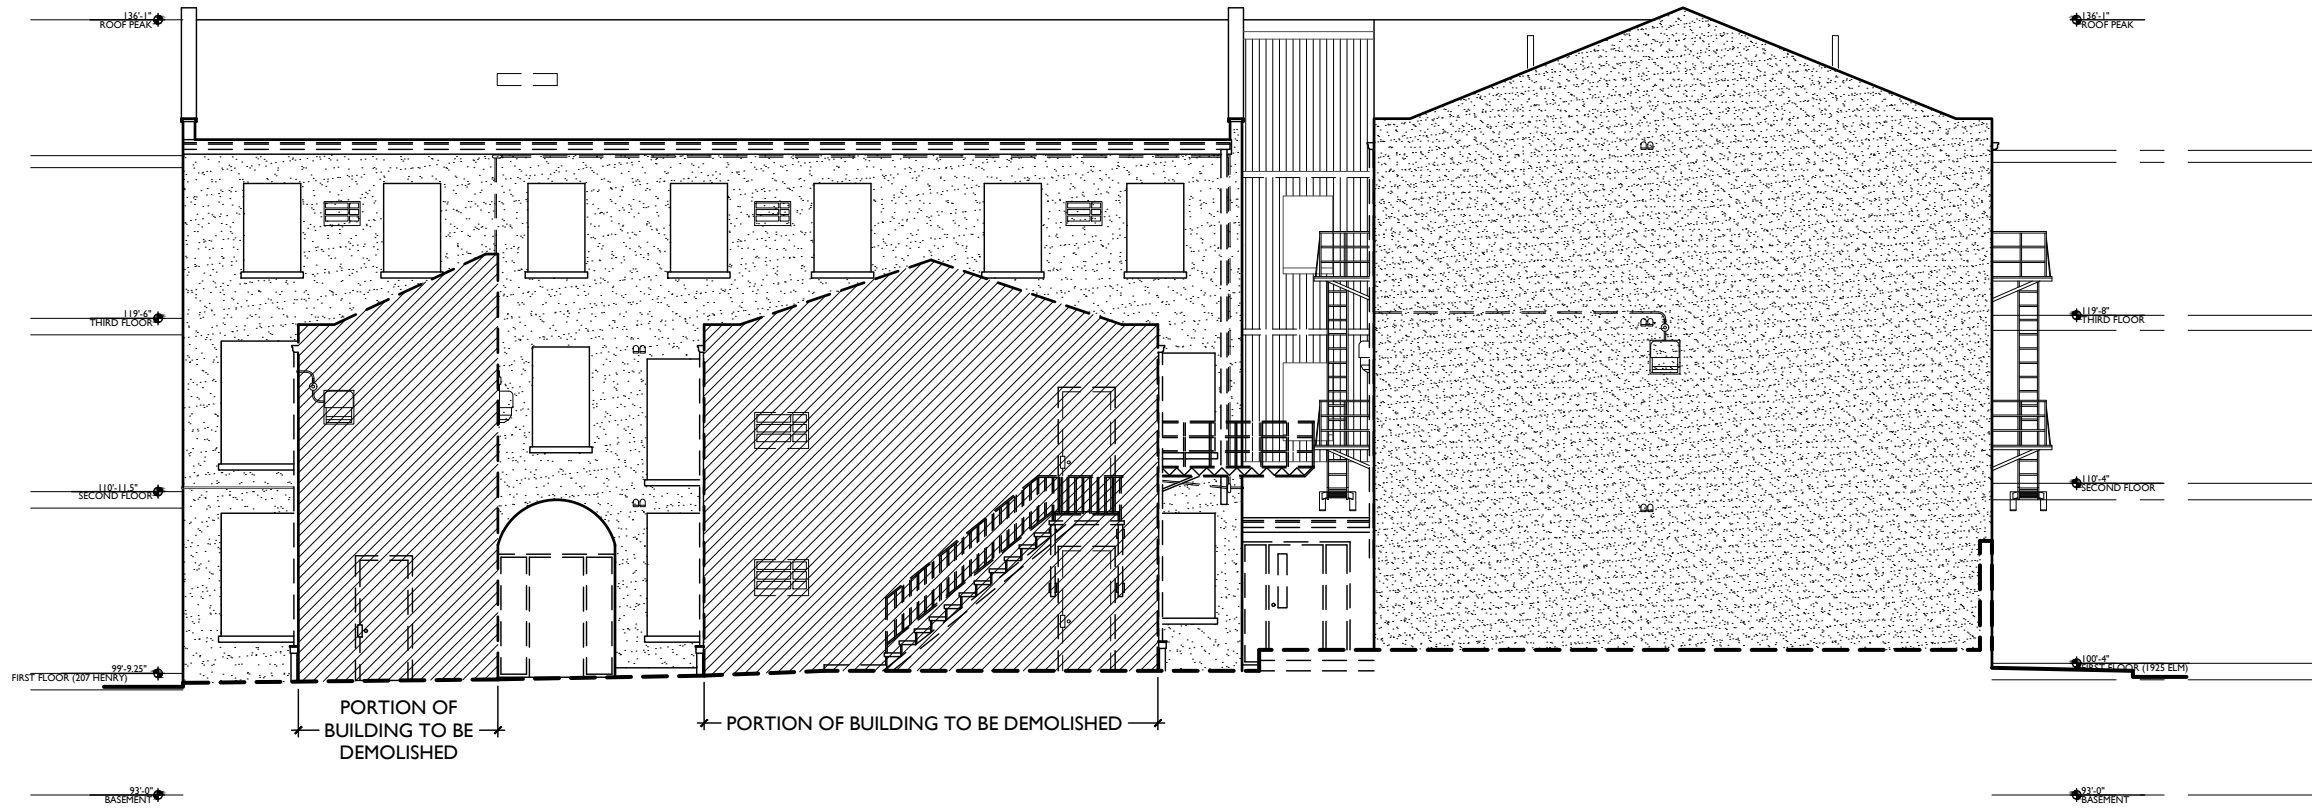 136'-1"
ROOF PEAK
136'-1"
ROOF PEAK
119'-6"
THIRD FLOOR
119'-8"
THIRD FLOOR
110'-11.5"
SECOND FLOOR
110'-4"
SECOND FLOOR
99'-9.25"
FIRST FLOOR (207 HENRY)
100'-4"
FIRST FLOOR (1925 ELM)
PORTION OF
BUILDING TO BE
DEMOLISHED
PORTION OF BUILDING TO BE DEMOLISHED
93'-0"
BASEMENT
93'-0"
BASEMENT